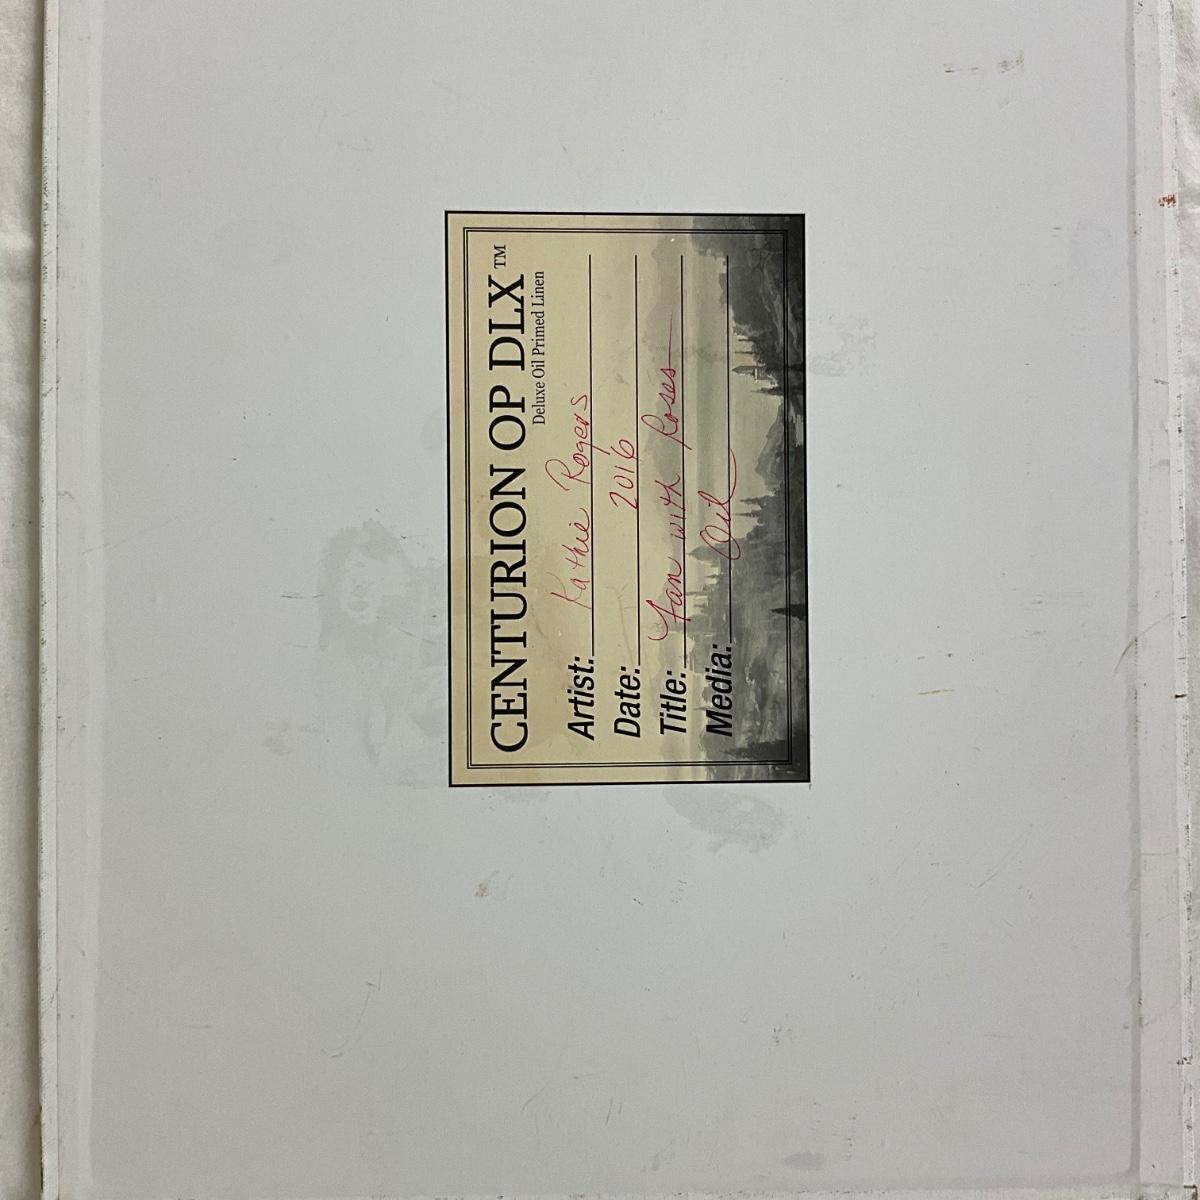 CENTURION OP DLX™
Deluxe Oil Primed Linen
Artist: Kathie Rogers
Date: 2016
Title: Fan with Roses
Media: Oil